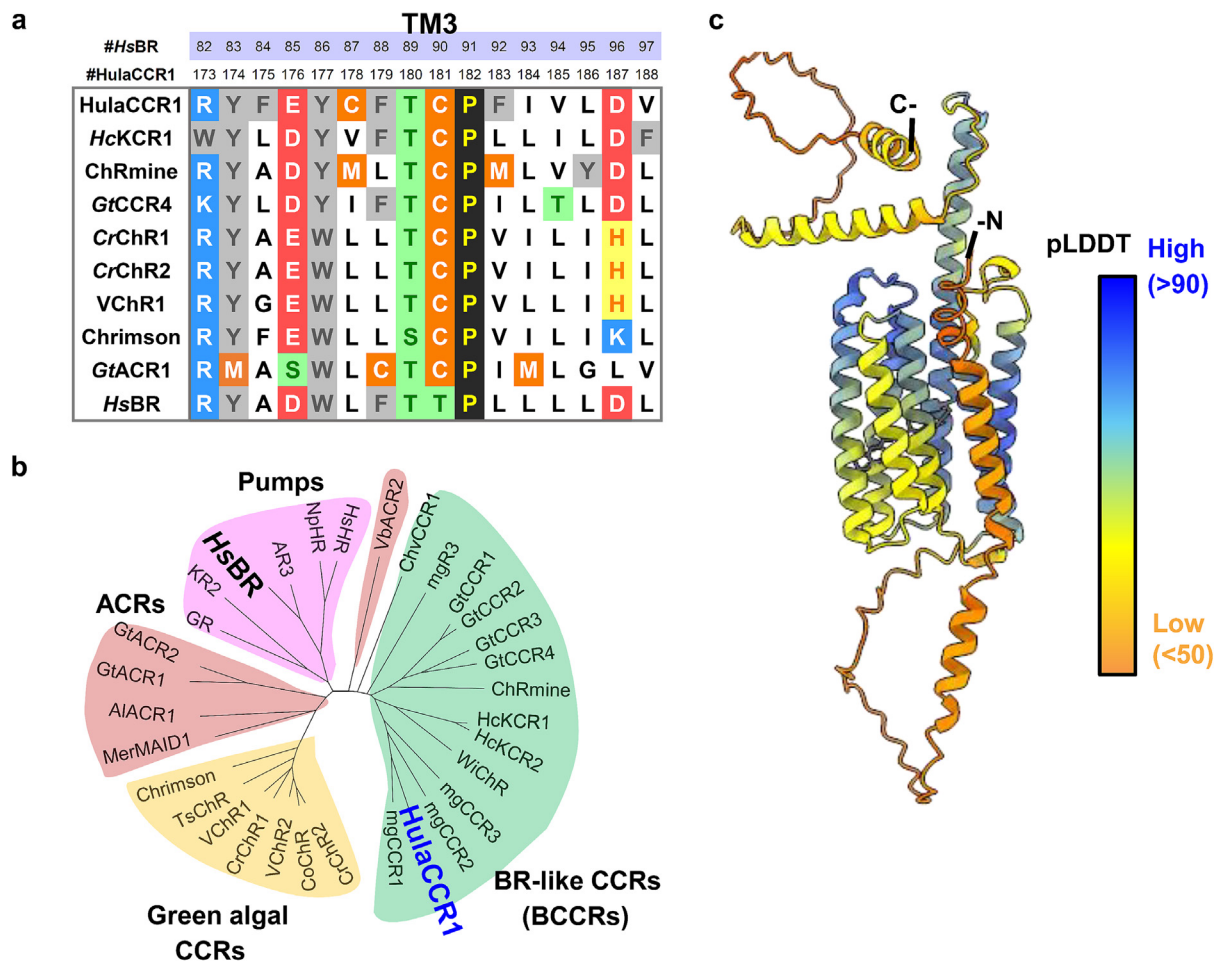 a
TM3
#HsBR 82 83 84 85 86 87 88 89 90 91 92 93 94 95 96 97
#HulaCCR1 173 174 175 176 177 178 179 180 181 182 183 184 185 186 187 188
HulaCCR1 R Y F E Y C F T C P F I V L D V
HcKCR1 W Y L D Y V F T C P L L I L D F
ChRmine R Y A D Y M L T C P M L V Y D L
GtCCR4 K Y L D Y I F T C P I L T L D L
CrChR1 R Y A E W L L T C P V I L I H L
CrChR2 R Y A E W L L T C P V I L I H L
VChR1 R Y G E W L L T C P V I L I H L
Chrimson R Y F E W L L S C P V I L I K L
GtACR1 R M A S W L C T C P I M L G L V
HsBR R Y A D W L F T T P L L L L D L
b
Pumps
HsBR
AR3
NpHR
HsHR
KR2
GR
VbACR2
ACRs
GtACR2
GtACR1
AlACR1
MerMAID1
ChvCCR1
mgR3
GtCCR1
GtCCR2
GtCCR3
GtCCR4
ChRmine
HcKCR1
HcKCR2
WiChR
mgCCR3
mgCCR2
HulaCCR1
mgCCR1
BR-like CCRs
(BCCRs)
Chrimson
TsChR
VChR1
CrChR1
VChR2
CoChR
CrChR2
Green algal
CCRs
c
C-
-N
pLDDT
High
(>90)
Low
(<50)